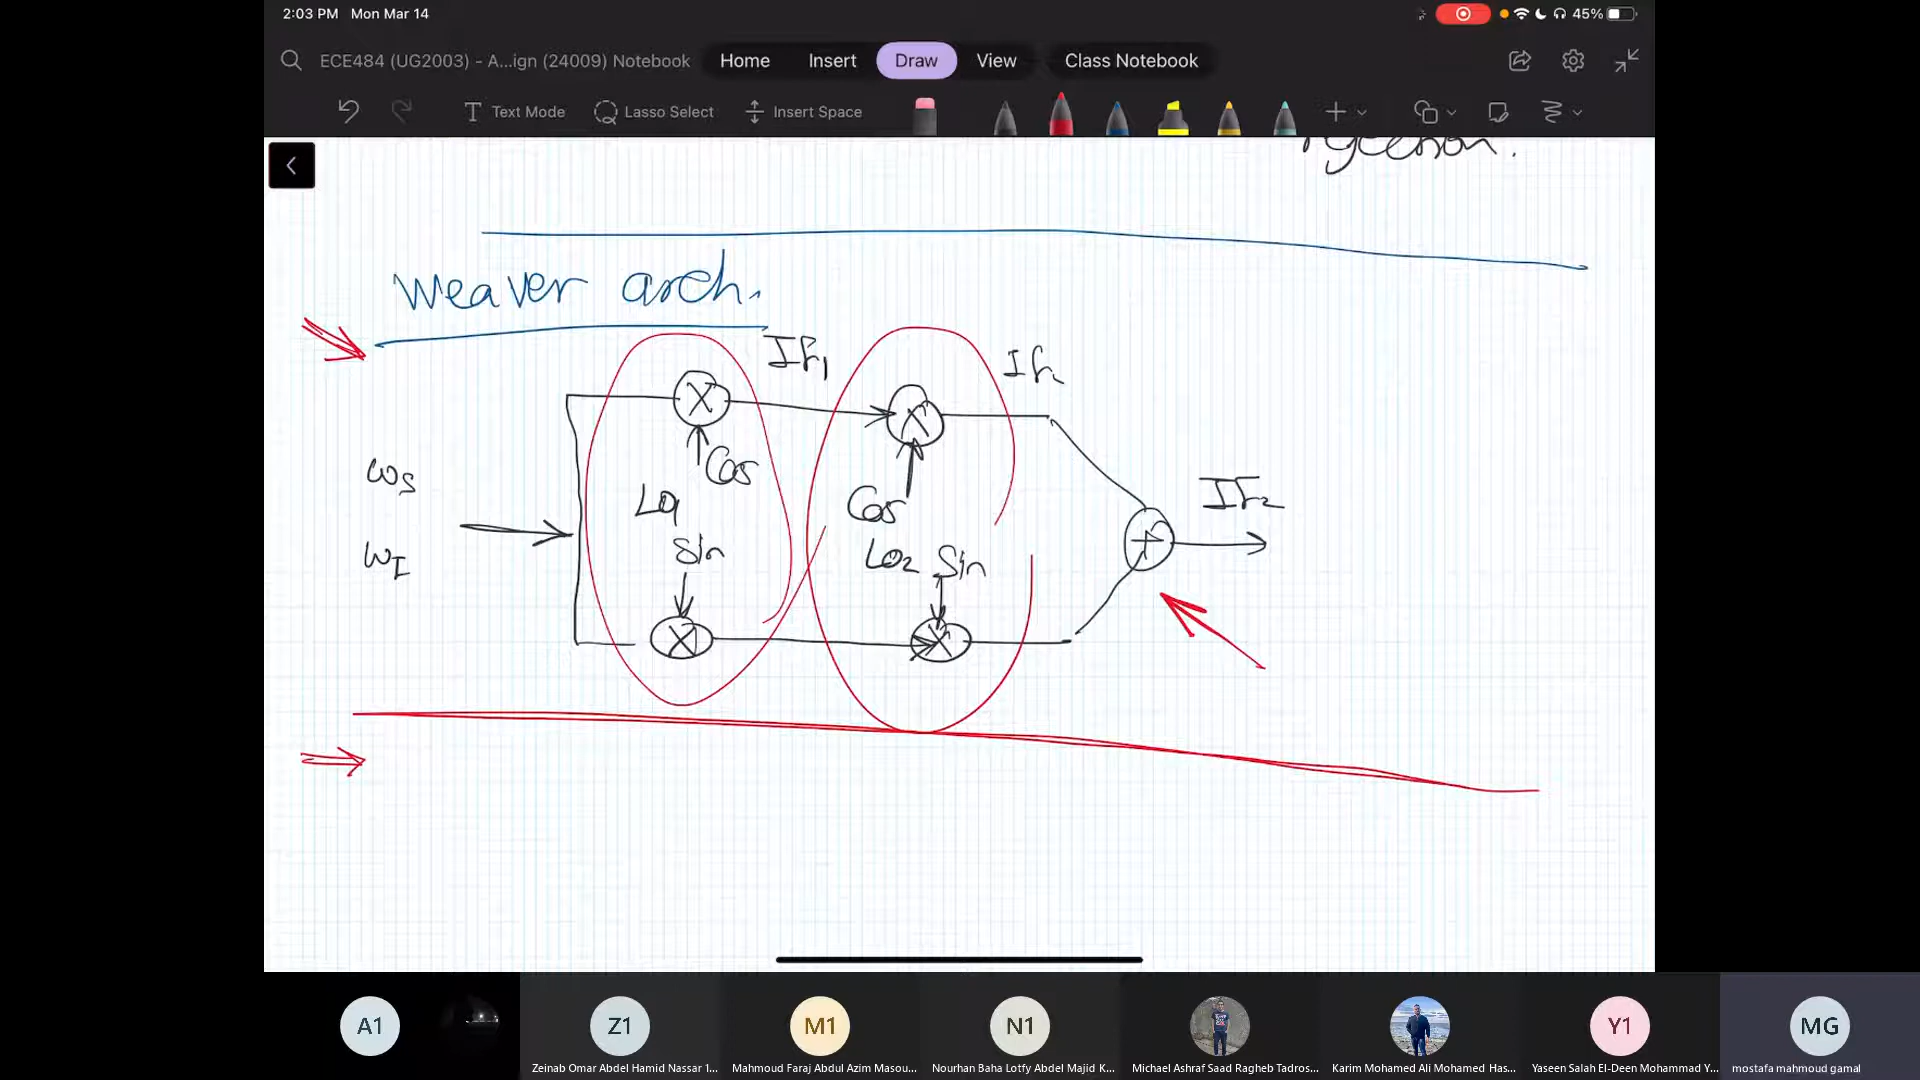 2:03 PM Mon Mar 14
45%
ECE484 (UG2003) - A...ign (24009) Notebook
Home Insert Draw View Class Notebook
Text Mode Lasso Select Insert Space
rejection.
Weaver arch.
IF1
IF2
Cos
ωs
ωI
LO1
Sin
Cos
LO2 Sin
IF2
A1
Z1
M1
N1
Y1
MG
Zeinab Omar Abdel Hamid Nassar 1...
Mahmoud Faraj Abdul Azim Masou...
Nourhan Baha Lotfy Abdel Majid K...
Michael Ashraf Saad Ragheb Tadros...
Karim Mohamed Ali Mohamed Has...
Yaseen Salah El-Deen Mohammad Y...
mostafa mahmoud gamal